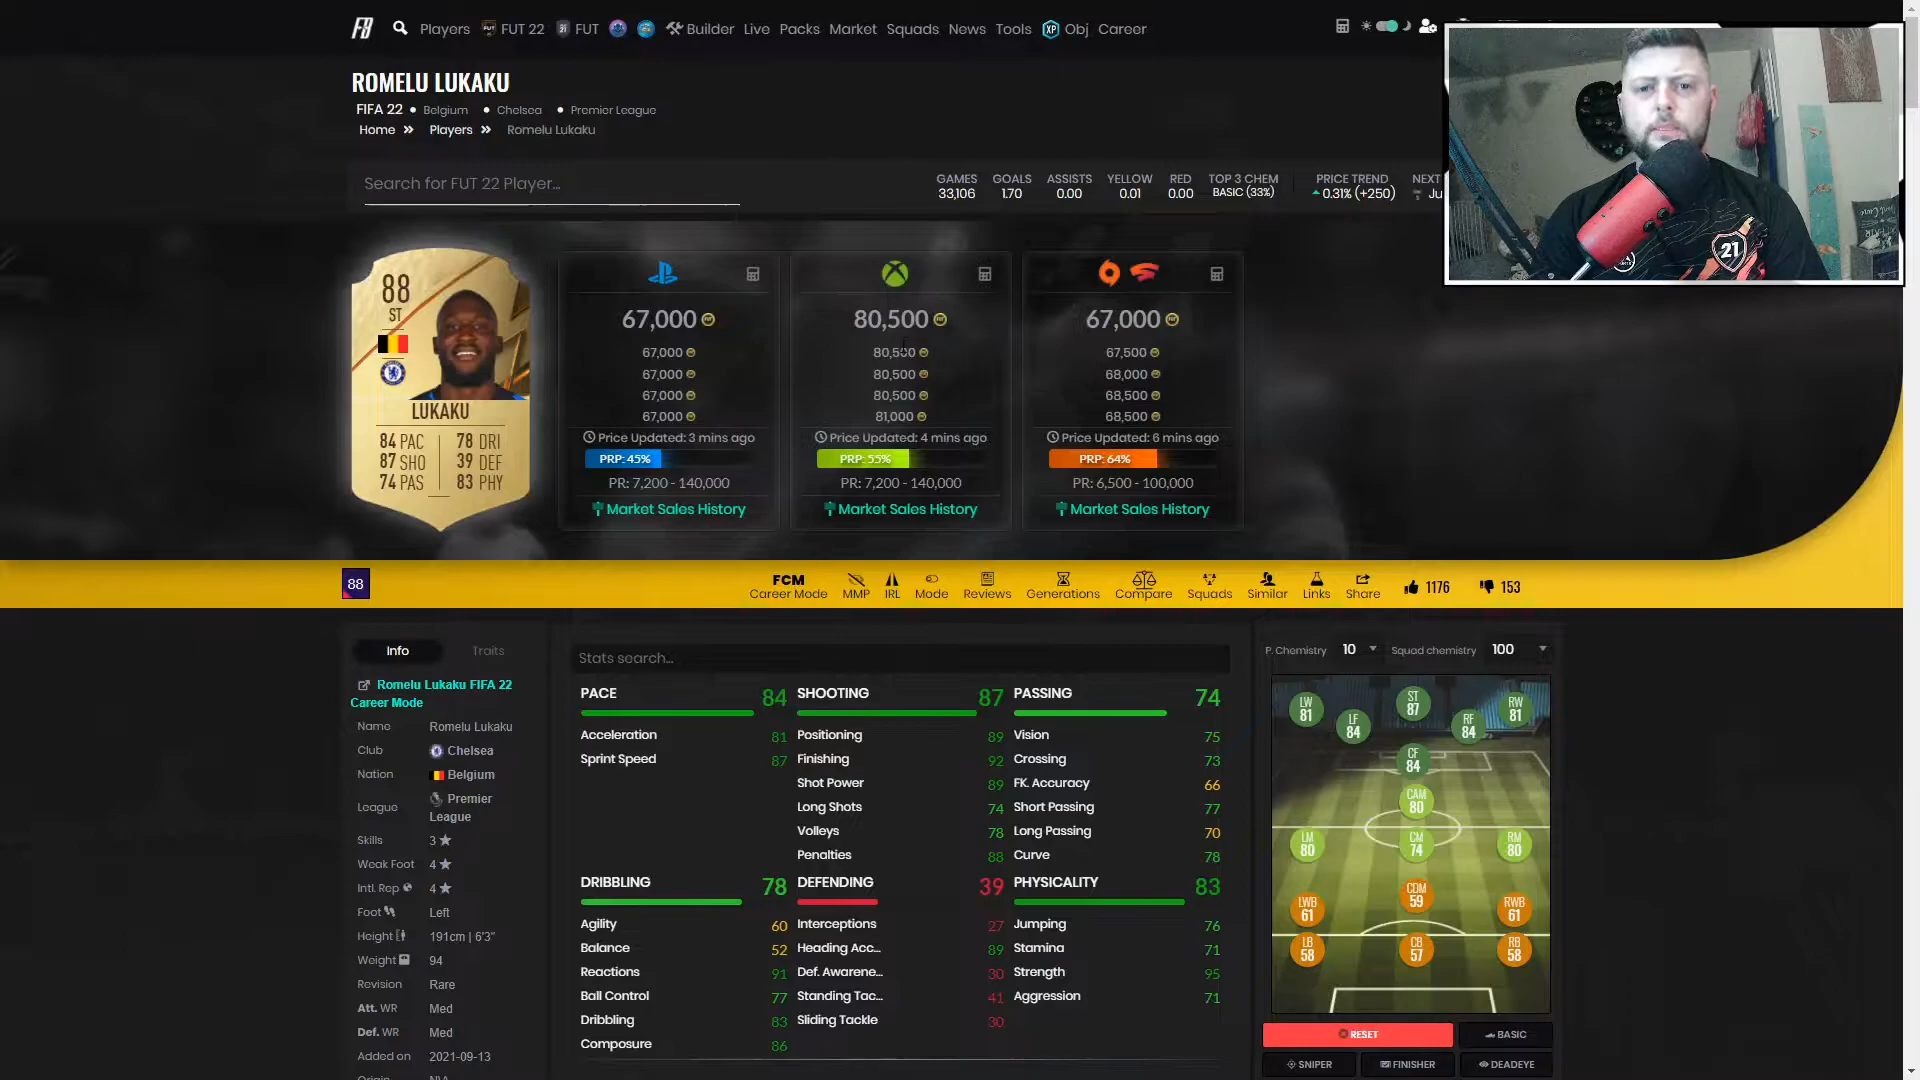 FB Players FUT 22 FUT Builder Live Packs Market Squads News Tools XP Obj Career
ROMELU LUKAKU
FIFA 22 • Belgium • Chelsea • Premier League
Home » Players » Romelu Lukaku
Search for FUT 22 Player...
GAMES GOALS ASSISTS YELLOW RED TOP 3 CHEM PRICE TREND NEXT
33,106 1.70 0.00 0.01 0.00 BASIC (33%) 0.31% (+250) Ju
21
88
ST
LUKAKU
84 PAC 78 DRI
87 SHO 39 DEF
74 PAS 83 PHY
67,000
67,000
67,000
67,000
67,000
Price Updated: 3 mins ago
PRP: 45%
PR: 7,200 - 140,000
Market Sales History
80,500
80,500
80,500
80,500
81,000
Price Updated: 4 mins ago
PRP: 55%
PR: 7,200 - 140,000
Market Sales History
67,000
67,500
68,000
68,500
68,500
Price Updated: 6 mins ago
PRP: 64%
PR: 6,500 - 100,000
Market Sales History
88
FCM
Career Mode MMP IRL Mode Reviews Generations Compare Squads Similar Links Share 1176 153
Info Traits
Romelu Lukaku FIFA 22
Career Mode
Name Romelu Lukaku
Club Chelsea
Nation Belgium
League Premier
League
Skills 3 ★
Weak Foot 4 ★
Intl. Rep 4 ★
Foot Left
Height 191cm | 6'3"
Weight 94
Revision Rare
Att. WR Med
Def. WR Med
Added on 2021-09-13
Origin N/A
Stats search...
PACE 84
Acceleration 81
Sprint Speed 87
SHOOTING 87
Positioning 89
Finishing 92
Shot Power 89
Long Shots 74
Volleys 78
Penalties 88
PASSING 74
Vision 75
Crossing 73
FK. Accuracy 66
Short Passing 77
Long Passing 70
Curve 78
DRIBBLING 78
Agility 60
Balance 52
Reactions 91
Ball Control 77
Dribbling 83
Composure 86
DEFENDING 39
Interceptions 27
Heading Acc... 89
Def. Awarene... 30
Standing Tac... 41
Sliding Tackle 30
PHYSICALITY 83
Jumping 76
Stamina 71
Strength 95
Aggression 71
P. Chemistry 10 Squad chemistry 100
LW 81
LF 84
ST 87
RF 84
RW 81
CF 84
CAM 80
LM 80
CM 74
RM 80
LWB 61
CDM 59
RWB 61
LB 58
CB 57
RB 58
RESET BASIC
SNIPER FINISHER DEADEYE